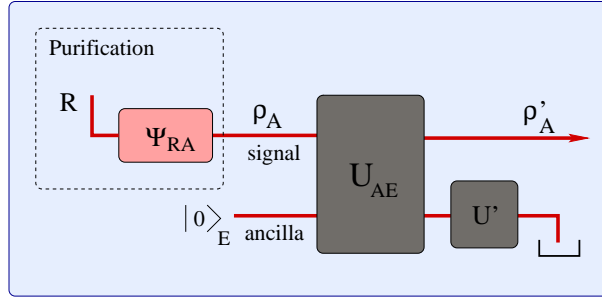 Purification
R
Ψ_RA
ρ_A
signal
|0⟩_E
ancilla
U_AE
ρ'_A
U'